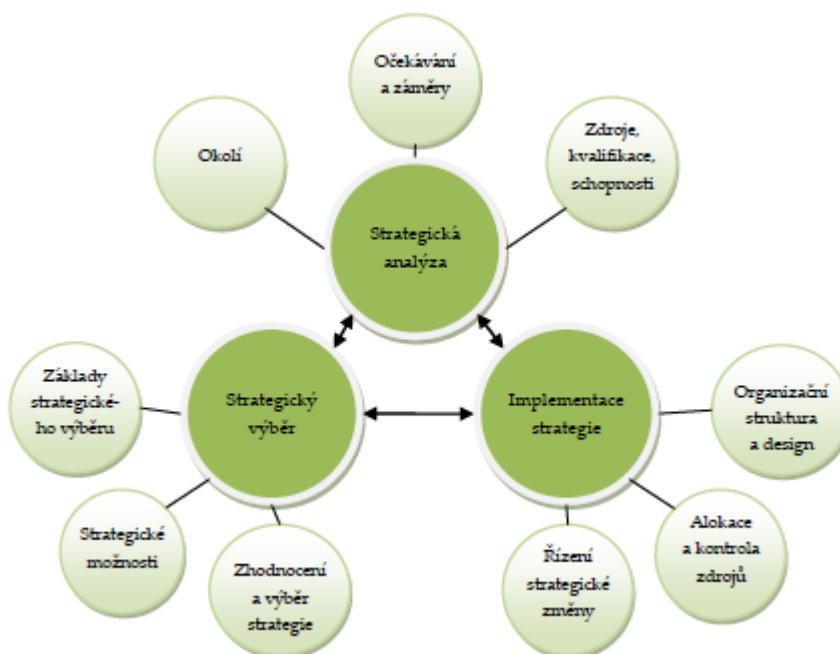 Očekávání
a záměry
Okolí
Zdroje,
kvalifikace,
schopnosti
Strategická
analýza
Základy
strategické-
ho výběru
Strategický
výběr
Implementace
strategie
Organizační
struktura
a design
Strategické
možnosti
Zhodnocení
a výběr
strategie
Řízení
strategické
změny
Alokace
a kontrola
zdrojů